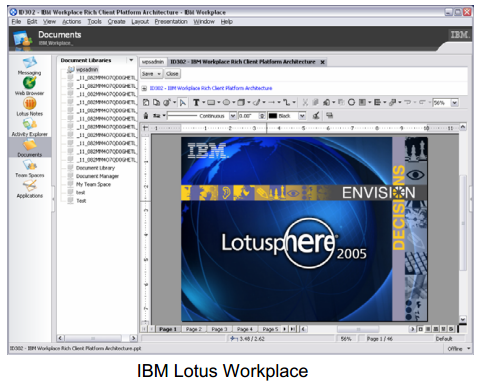 ID302 - IBM Workplace Rich Client Platform Architecture - IBM Workplace
File Edit View Actions Tools Create Layout Presentation Window Help
Documents
IBM Workplace
IBM.
Messaging
Web Browser
Lotus Notes
Activity Explorer
Documents
Team Spaces
Applications
Document Libraries
wpsadmin
Document Library
Document Manager
My Team Space
test
Test
wpsadmin ID302 - IBM Workplace Rich Client Platform Architecture
Save Close
ID302 - IBM Workplace Rich Client Platform Architecture
56%
Continuous 0.00" Black
IBM
ENVISION
DECISIONS
Lotusphere 2005
Page 1 Page 2 Page 3 Page 4 Page 5
3.48 / 2.62 56% Page 1 / 46 Default
ID302 - IBM Workplace Rich Client Platform Architecture.ppt
Offline
IBM Lotus Workplace